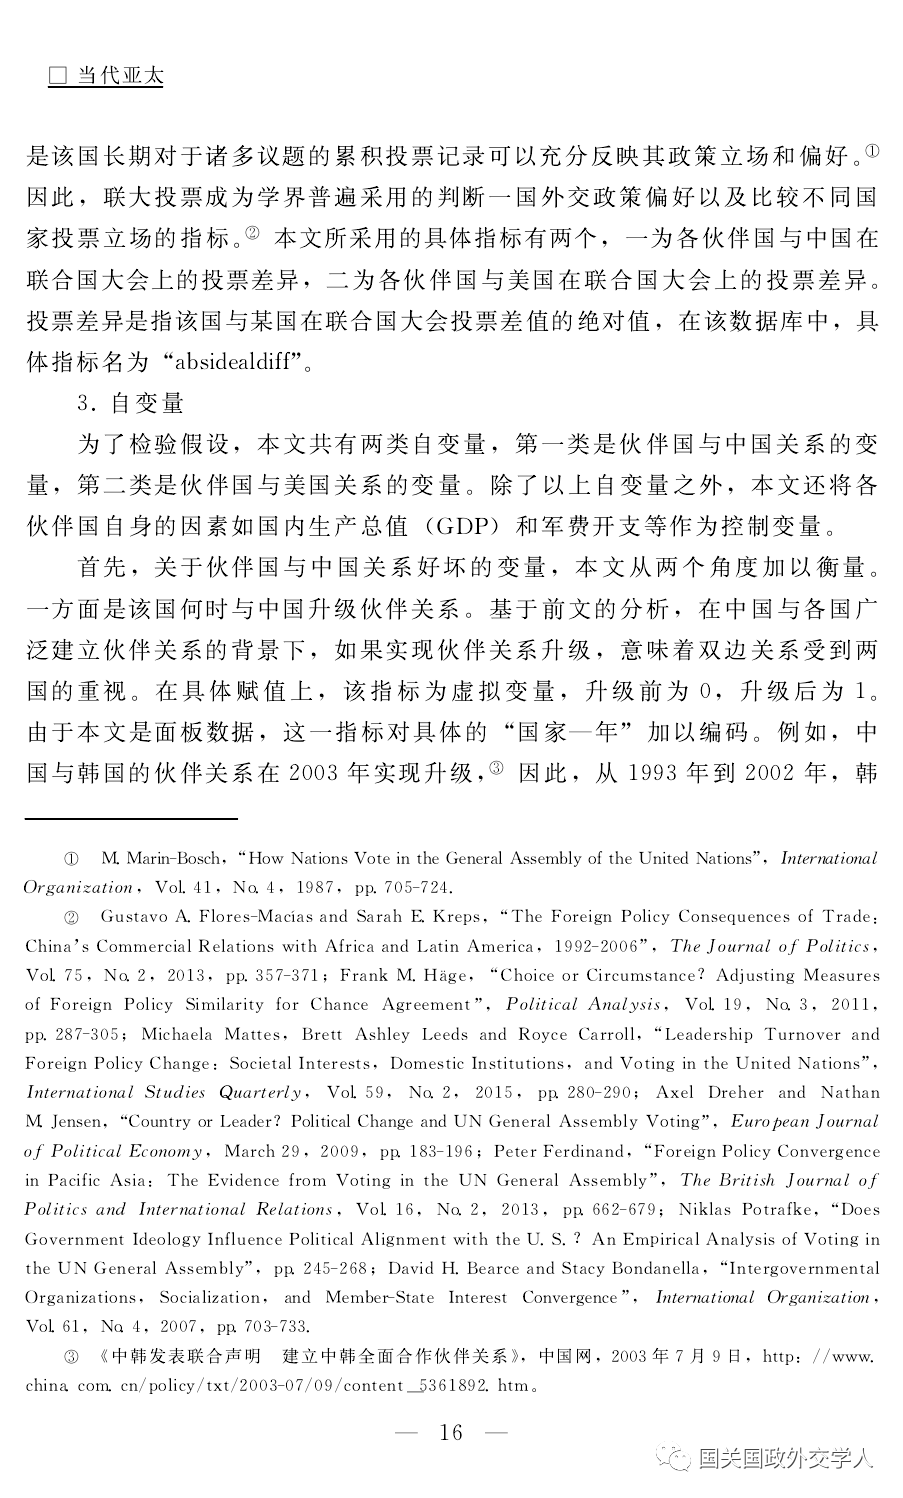 □ 当代亚太
是该国长期对于诸多议题的累积投票记录可以充分反映其政策立场和偏好。①
因此，联大投票成为学界普遍采用的判断一国外交政策偏好以及比较不同国
家投票立场的指标。② 本文所采用的具体指标有两个，一为各伙伴国与中国在
联合国大会上的投票差异，二为各伙伴国与美国在联合国大会上的投票差异。
投票差异是指该国与某国在联合国大会投票差值的绝对值，在该数据库中，具
体指标名为“absidealdiff”。
3. 自变量
为了检验假设，本文共有两类自变量，第一类是伙伴国与中国关系的变
量，第二类是伙伴国与美国关系的变量。除了以上自变量之外，本文还将各
伙伴国自身的因素如国内生产总值（GDP）和军费开支等作为控制变量。
首先，关于伙伴国与中国关系好坏的变量，本文从两个角度加以衡量。
一方面是该国何时与中国升级伙伴关系。基于前文的分析，在中国与各国广
泛建立伙伴关系的背景下，如果实现伙伴关系升级，意味着双边关系受到两
国的重视。在具体赋值上，该指标为虚拟变量，升级前为 0，升级后为 1。
由于本文是面板数据，这一指标对具体的“国家—年”加以编码。例如，中
国与韩国的伙伴关系在 2003 年实现升级，③ 因此，从 1993 年到 2002 年，韩
① M. Marin-Bosch, “How Nations Vote in the General Assembly of the United Nations”, International
Organization, Vol. 41, No. 4, 1987, pp. 705-724.
② Gustavo A. Flores-Macías and Sarah E. Kreps, “The Foreign Policy Consequences of Trade:
China’s Commercial Relations with Africa and Latin America, 1992-2006”, The Journal of Politics,
Vol. 75, No. 2, 2013, pp. 357-371; Frank M. Häge, “Choice or Circumstance? Adjusting Measures
of Foreign Policy Similarity for Chance Agreement”, Political Analysis, Vol. 19, No. 3, 2011,
pp. 287-305; Michaela Mattes, Brett Ashley Leeds and Royce Carroll, “Leadership Turnover and
Foreign Policy Change: Societal Interests, Domestic Institutions, and Voting in the United Nations”,
International Studies Quarterly, Vol. 59, No. 2, 2015, pp. 280-290; Axel Dreher and Nathan
M. Jensen, “Country or Leader? Political Change and UN General Assembly Voting”, European Journal
of Political Economy, March 29, 2009, pp. 183-196; Peter Ferdinand, “Foreign Policy Convergence
in Pacific Asia: The Evidence from Voting in the UN General Assembly”, The British Journal of
Politics and International Relations, Vol. 16, No. 2, 2013, pp. 662-679; Niklas Potrafke, “Does
Government Ideology Influence Political Alignment with the U. S. ? An Empirical Analysis of Voting in
the UN General Assembly”, pp. 245-268; David H. Bearce and Stacy Bondanella, “Intergovernmental
Organizations, Socialization, and Member-State Interest Convergence”, International Organization,
Vol. 61, No. 4, 2007, pp. 703-733.
③ 《中韩发表联合声明 建立中韩全面合作伙伴关系》，中国网，2003 年 7 月 9 日，http: //www.
china. com. cn/policy/txt/2003-07/09/content_5361892. htm。
— 16 —
国关国政外交学人